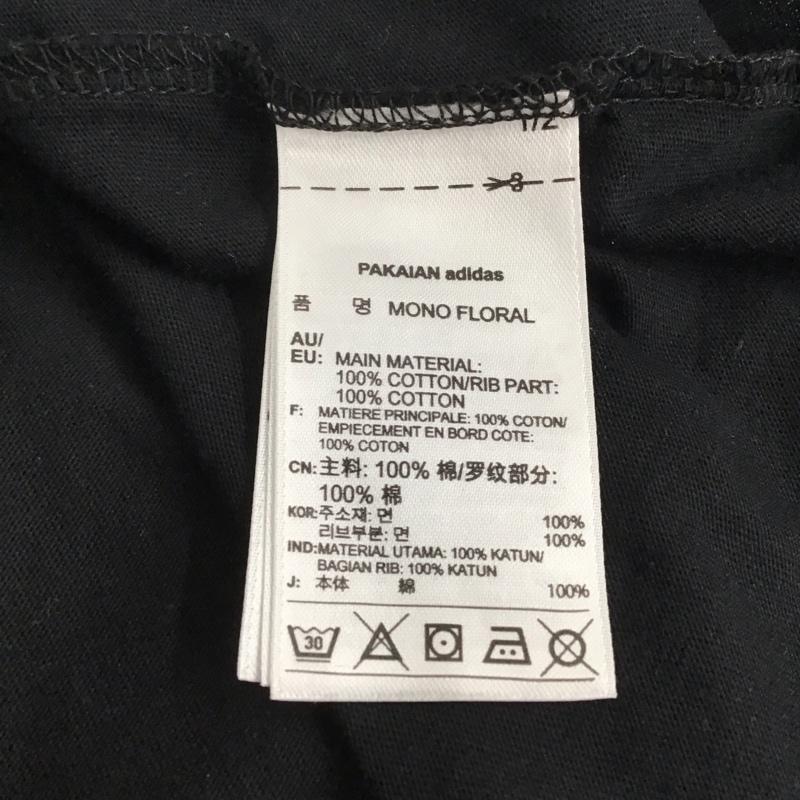 1/2
PAKAIAN adidas
품 명 MONO FLORAL
AU/
EU: MAIN MATERIAL:
100% COTTON/RIB PART:
100% COTTON
F: MATIERE PRINCIPALE: 100% COTON/
EMPIECEMENT EN BORD COTE:
100% COTON
CN: 主料: 100% 棉/罗纹部分:
100% 棉
KOR: 주소재: 면 100%
리브부분: 면 100%
IND: MATERIAL UTAMA: 100% KATUN/
BAGIAN RIB: 100% KATUN
J: 本体 綿 100%
30